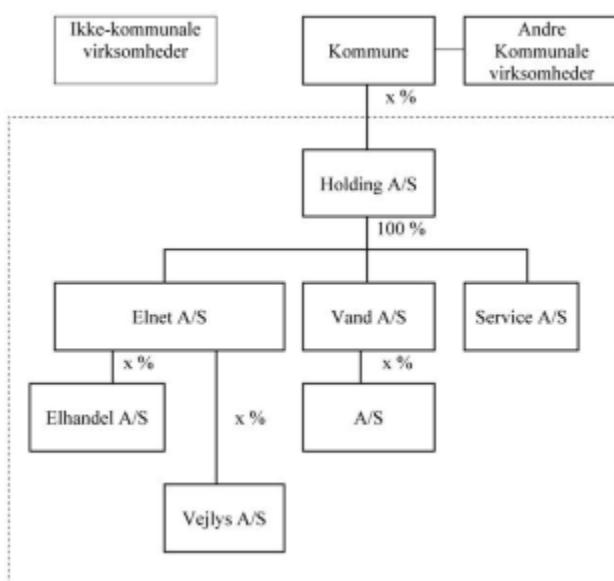 Ikke-kommunale
virksomheder
Kommune
Andre
Kommunale
virksomheder
x %
Holding A/S
100 %
Elnet A/S
Vand A/S
Service A/S
x %
x %
Elhandel A/S
x %
A/S
Vejlys A/S